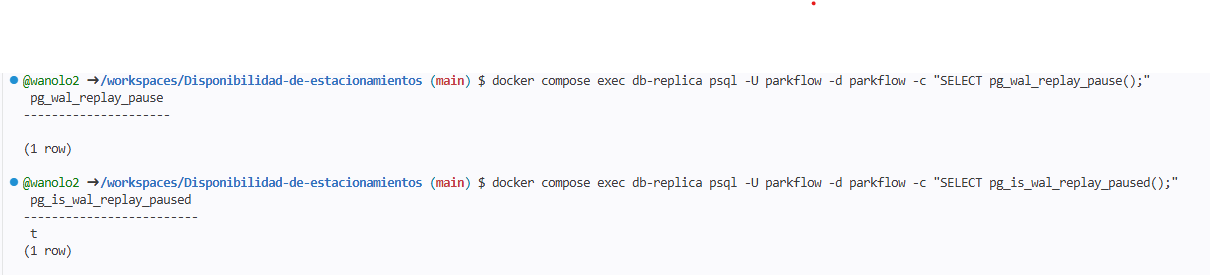 @wanolo2 ➜/workspaces/Disponibilidad-de-estacionamientos (main) $ docker compose exec db-replica psql -U parkflow -d parkflow -c "SELECT pg_wal_replay_pause();"
pg_wal_replay_pause
---------------------
(1 row)
@wanolo2 ➜/workspaces/Disponibilidad-de-estacionamientos (main) $ docker compose exec db-replica psql -U parkflow -d parkflow -c "SELECT pg_is_wal_replay_paused();"
pg_is_wal_replay_paused
-------------------------
t
(1 row)